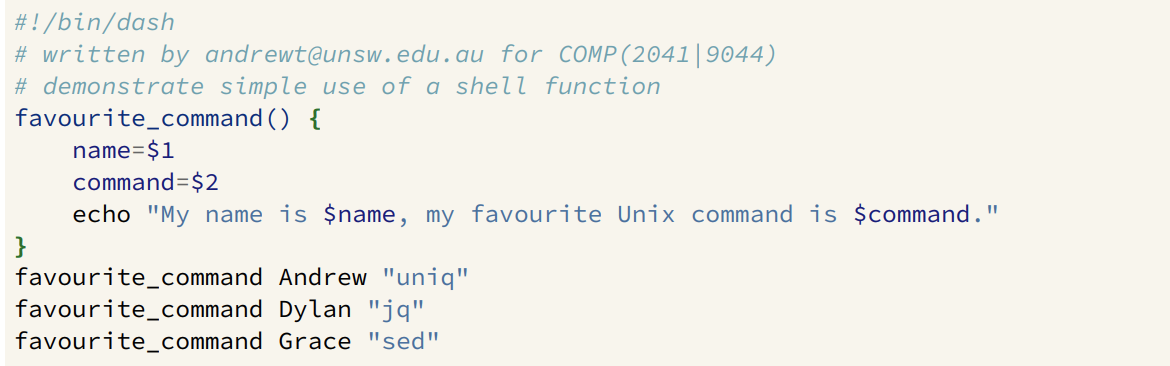 #!/bin/dash
# written by andrewt@unsw.edu.au for COMP(2041|9044)
# demonstrate simple use of a shell function
favourite_command() {
    name=$1
    command=$2
    echo "My name is $name, my favourite Unix command is $command."
}
favourite_command Andrew "uniq"
favourite_command Dylan "jq"
favourite_command Grace "sed"